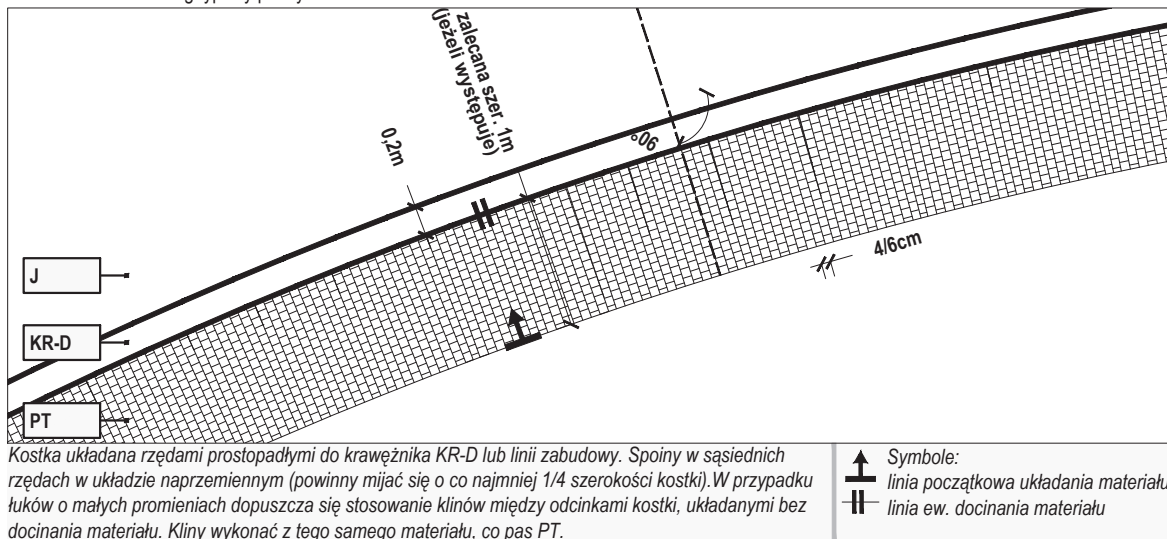 zalecana szer. 1m
(jeżeli występuje)
0,2m
90°
4/6cm
J
KR-D
PT
Kostka układana rzędami prostopadłymi do krawężnika KR-D lub linii zabudowy. Spoiny w sąsiednich
rzędach w układzie naprzemiennym (powinny mijać się o co najmniej 1/4 szerokości kostki).W przypadku
łuków o małych promieniach dopuszcza się stosowanie klinów między odcinkami kostki, układanymi bez
docinania materiału. Kliny wykonać z tego samego materiału, co pas PT.
Symbole:
linia początkowa układania materiału
linia ew. docinania materiału